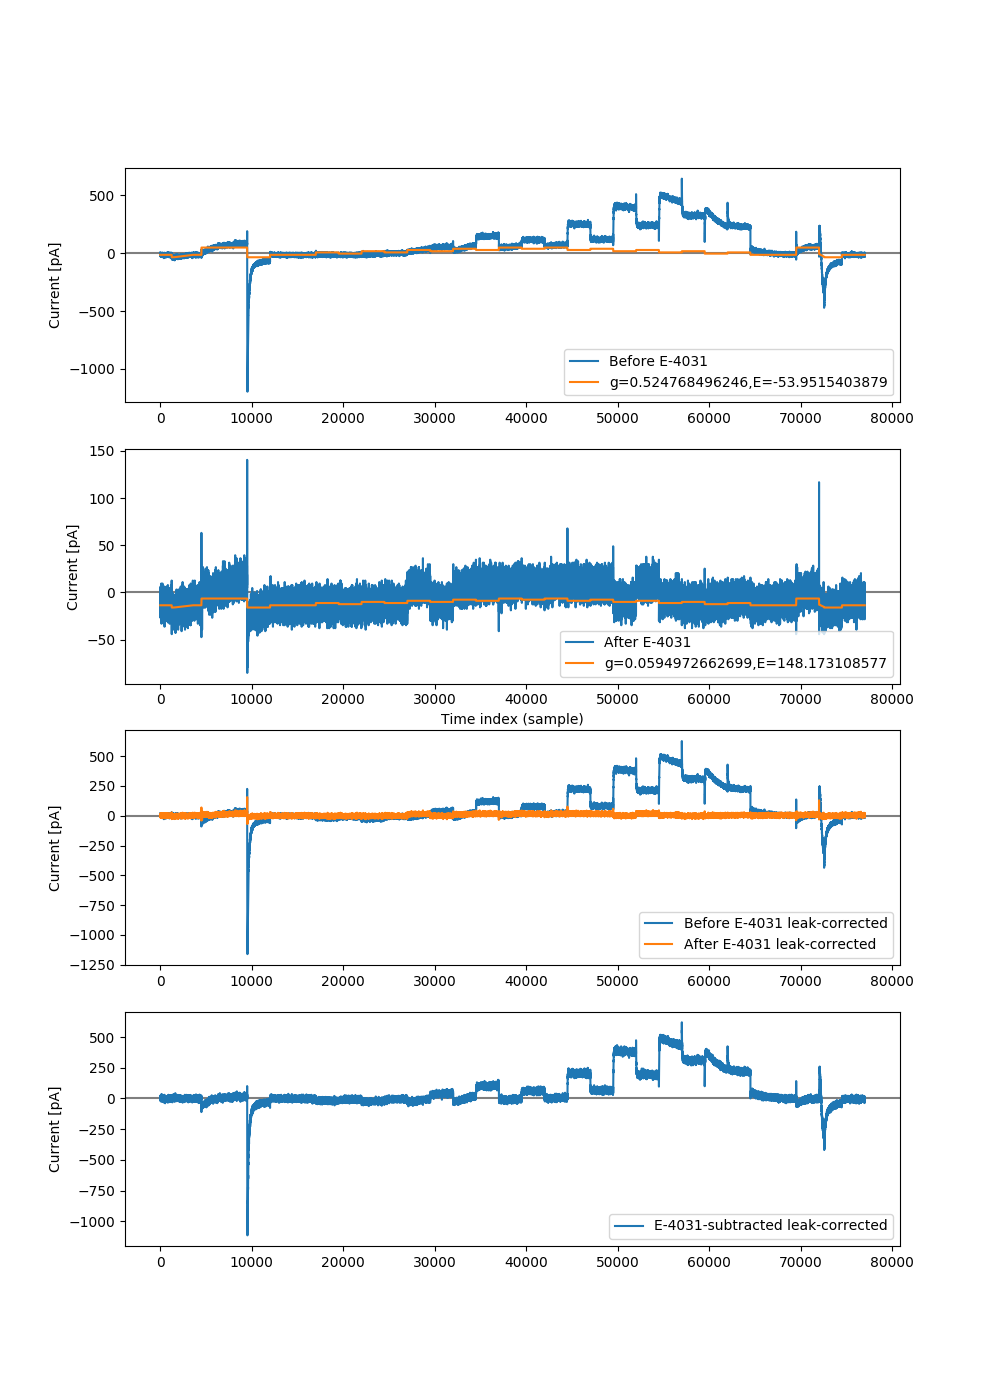 500
0
−500
−1000
Current [pA]
Before E-4031
g=0.524768496246,E=-53.9515403879
0 10000 20000 30000 40000 50000 60000 70000 80000
150
100
50
0
−50
Current [pA]
After E-4031
g=0.0594972662699,E=148.173108577
0 10000 20000 30000 40000 50000 60000 70000 80000
Time index (sample)
500
250
0
−250
−500
−750
−1000
−1250
Current [pA]
Before E-4031 leak-corrected
After E-4031 leak-corrected
0 10000 20000 30000 40000 50000 60000 70000 80000
500
250
0
−250
−500
−750
−1000
Current [pA]
E-4031-subtracted leak-corrected
0 10000 20000 30000 40000 50000 60000 70000 80000